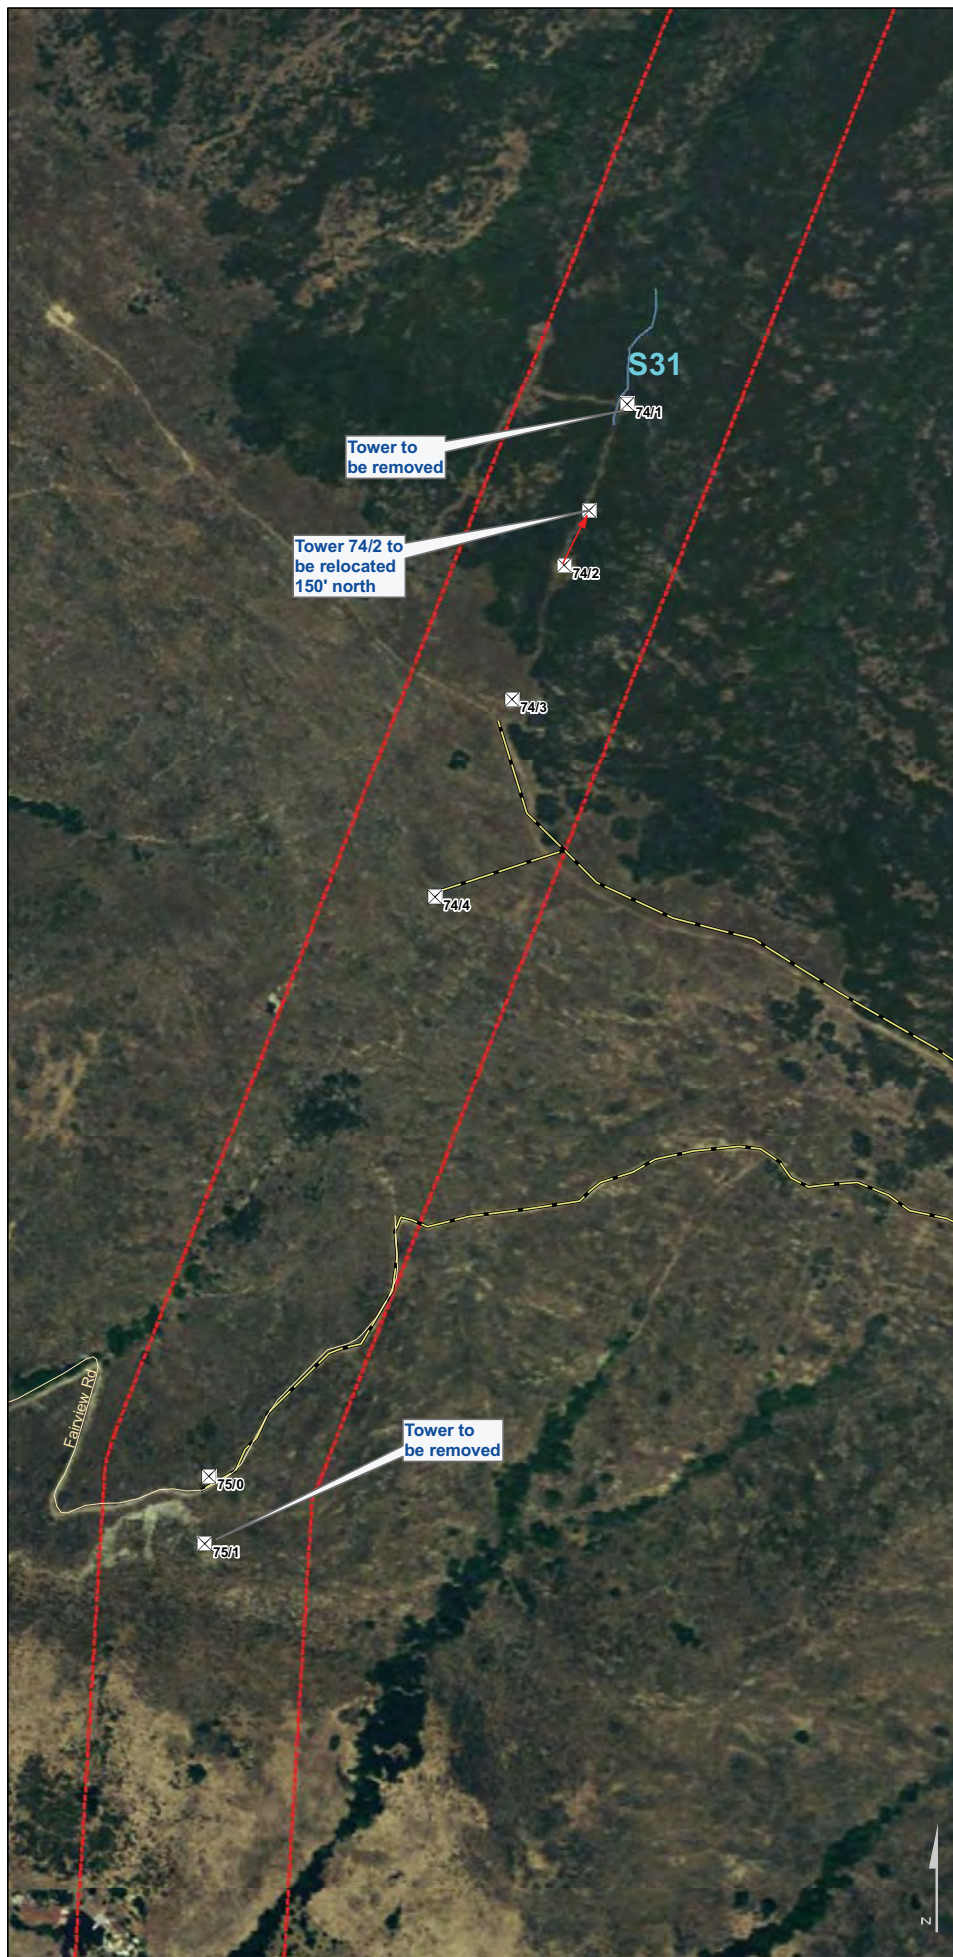 S31
74/1
Tower to
be removed
Tower 74/2 to
be relocated
150' north
74/2
74/3
74/4
Fairview Rd
Tower to
be removed
75/0
75/1
N